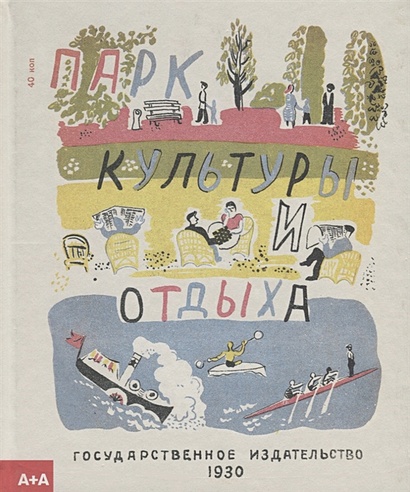 40 коп
ПАРК
КУЛЬТУРЫ
И
ОТДЫХА
ГОСУДАРСТВЕННОЕ ИЗДАТЕЛЬСТВО
1930
А+А